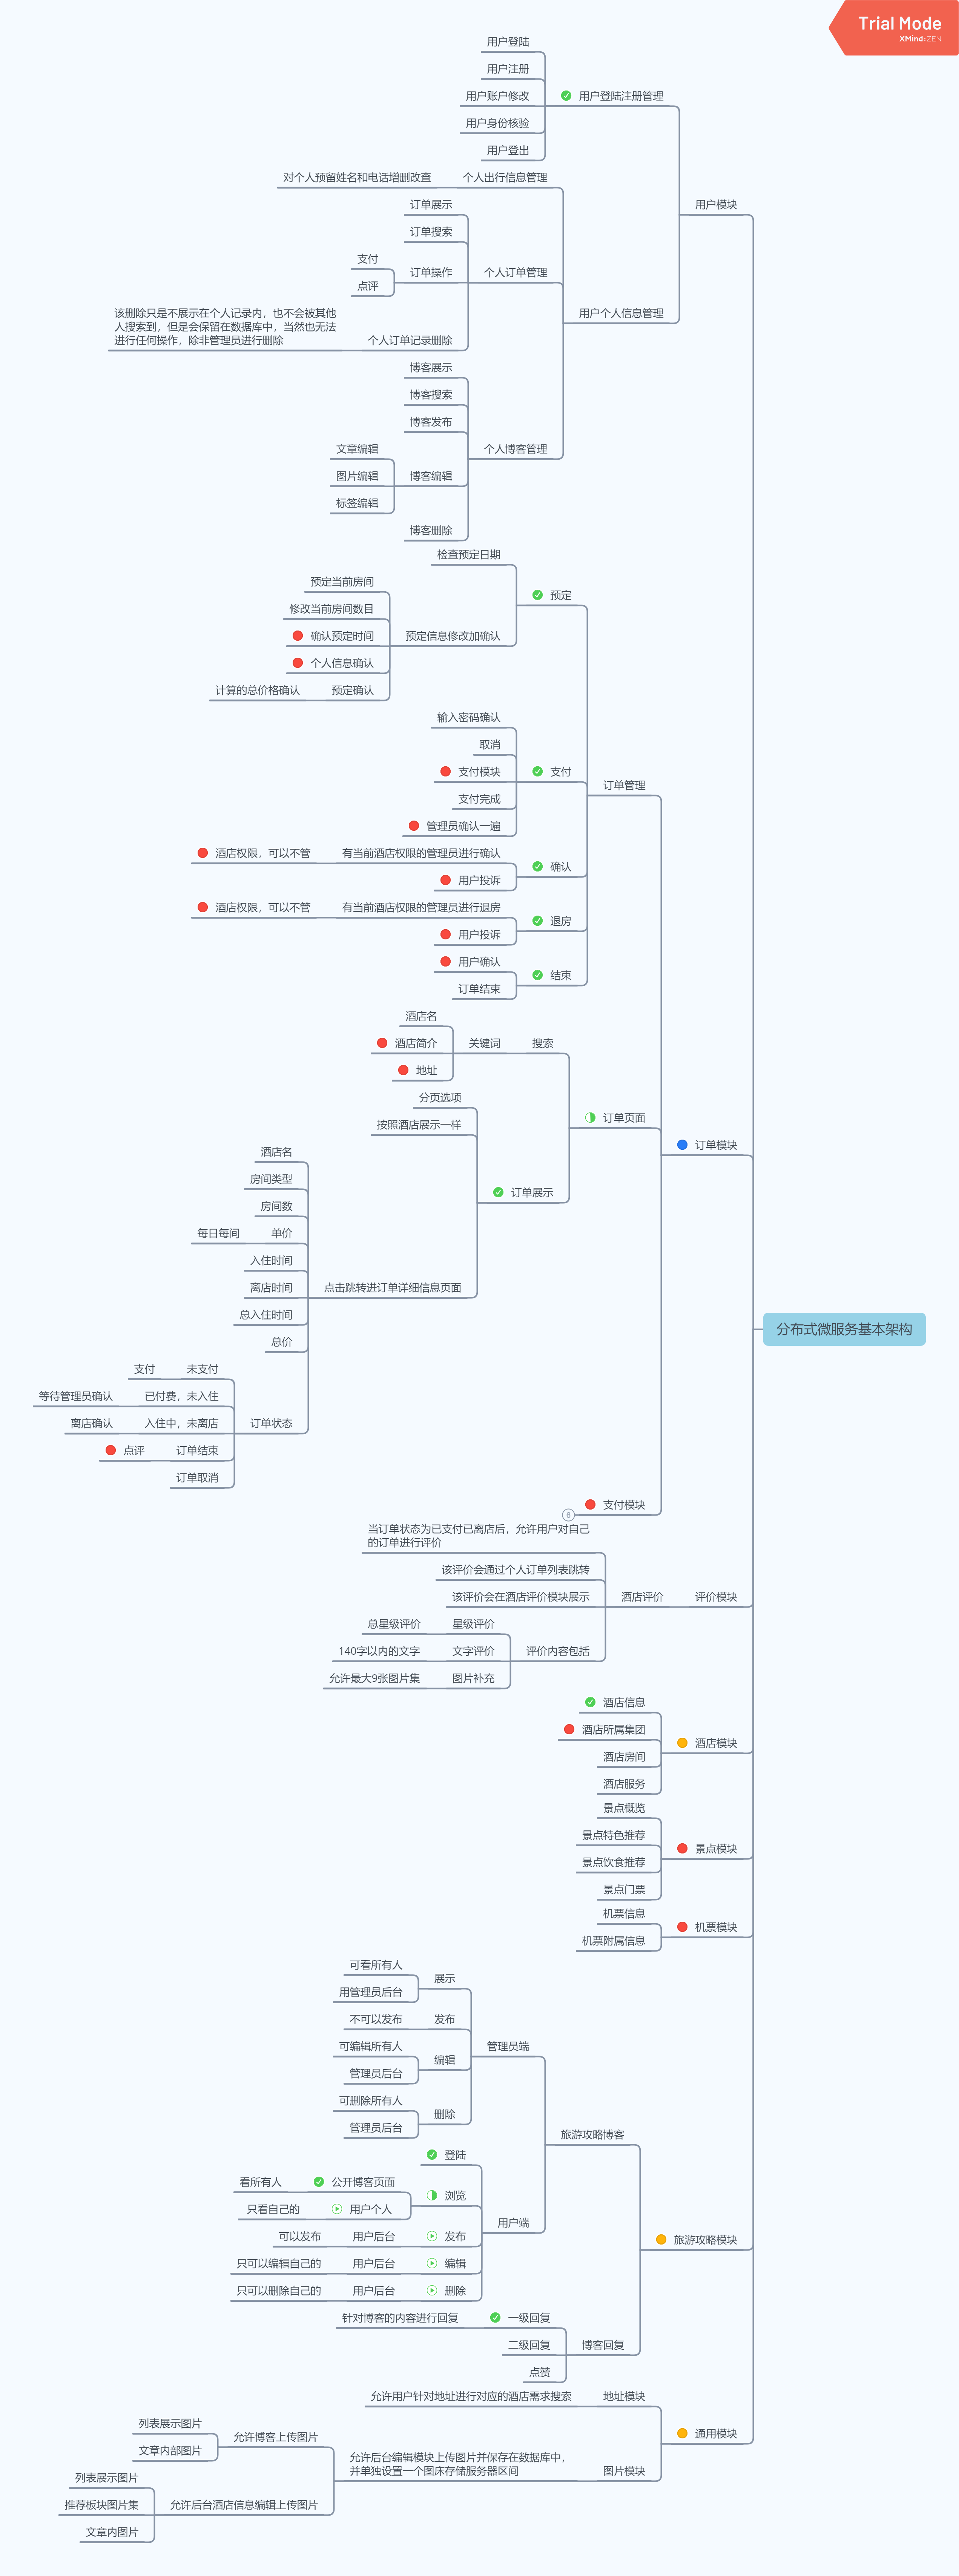 Trial Mode
XMind:ZEN
用户登陆
用户注册
用户账户修改
用户登陆注册管理
用户身份核验
用户登出
对个人预留姓名和电话增删改查
个人出行信息管理
用户模块
订单展示
订单搜索
支付
订单操作
个人订单管理
点评
该删除只是不展示在个人记录内，也不会被其他
人搜索到，但是会保留在数据库中，当然也无法
进行任何操作，除非管理员进行删除
个人订单记录删除
用户个人信息管理
博客展示
博客搜索
博客发布
文章编辑
个人博客管理
图片编辑
博客编辑
标签编辑
博客删除
检查预定日期
预定当前房间
预定
修改当前房间数目
确认预定时间
预定信息修改加确认
个人信息确认
计算的总价格确认
预定确认
输入密码确认
取消
支付模块
支付
订单管理
支付完成
管理员确认一遍
酒店权限，可以不管
有当前酒店权限的管理员进行确认
确认
用户投诉
酒店权限，可以不管
有当前酒店权限的管理员进行退房
退房
用户投诉
用户确认
结束
订单结束
酒店名
酒店简介
关键词
搜索
地址
分页选项
订单页面
按照酒店展示一样
订单模块
酒店名
房间类型
订单展示
房间数
每日每间
单价
入住时间
离店时间
点击跳转进订单详细信息页面
总入住时间
分布式微服务基本架构
总价
支付
未支付
等待管理员确认
已付费，未入住
离店确认
入住中，未离店
订单状态
点评
订单结束
订单取消
支付模块
6
当订单状态为已支付已离店后，允许用户对自己
的订单进行评价
该评价会通过个人订单列表跳转
该评价会在酒店评价模块展示
酒店评价
评价模块
总星级评价
星级评价
140字以内的文字
文字评价
评价内容包括
允许最大9张图片集
图片补充
酒店信息
酒店所属集团
酒店模块
酒店房间
酒店服务
景点概览
景点特色推荐
景点模块
景点饮食推荐
景点门票
机票信息
机票模块
机票附属信息
可看所有人
展示
用管理员后台
不可以发布
发布
可编辑所有人
管理员端
编辑
管理员后台
可删除所有人
删除
管理员后台
旅游攻略博客
登陆
看所有人
公开博客页面
浏览
只看自己的
用户个人
用户端
可以发布
用户后台
发布
旅游攻略模块
只可以编辑自己的
用户后台
编辑
只可以删除自己的
用户后台
删除
针对博客的内容进行回复
一级回复
二级回复
博客回复
点赞
允许用户针对地址进行对应的酒店需求搜索
地址模块
列表展示图片
允许博客上传图片
通用模块
文章内部图片
允许后台编辑模块上传图片并保存在数据库中，
并单独设置一个图床存储服务器区间
图片模块
列表展示图片
推荐板块图片集
允许后台酒店信息编辑上传图片
文章内图片